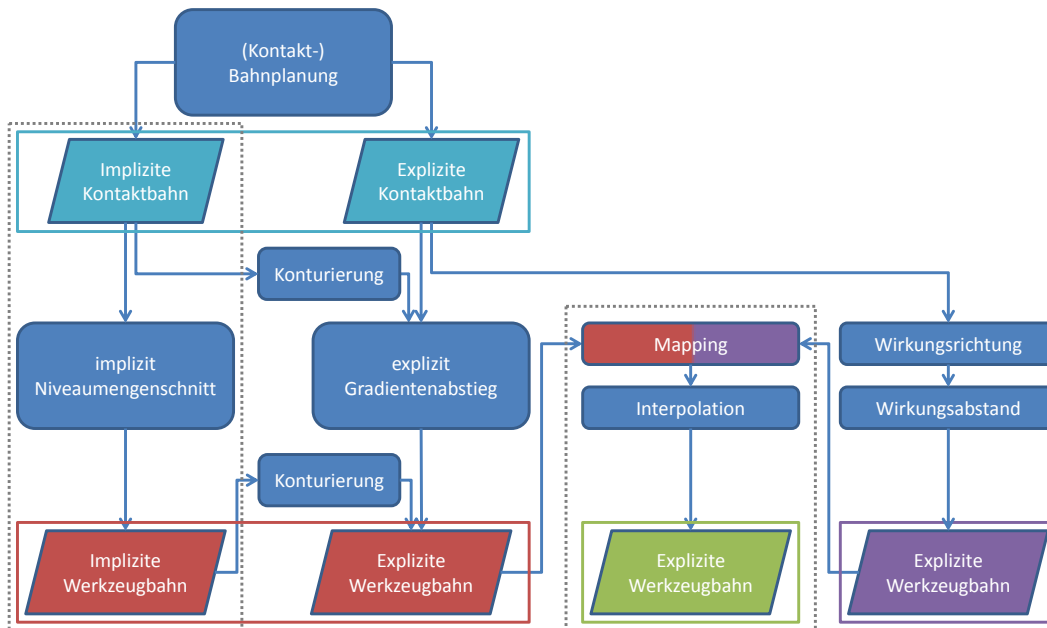 (Kontakt-)
Bahnplanung
Implizite
Kontaktbahn
Explizite
Kontaktbahn
Konturierung
implizit
Niveaumengenschnitt
explizit
Gradientenabstieg
Mapping
Wirkungsrichtung
Interpolation
Wirkungsabstand
Konturierung
Implizite
Werkzeugbahn
Explizite
Werkzeugbahn
Explizite
Werkzeugbahn
Explizite
Werkzeugbahn